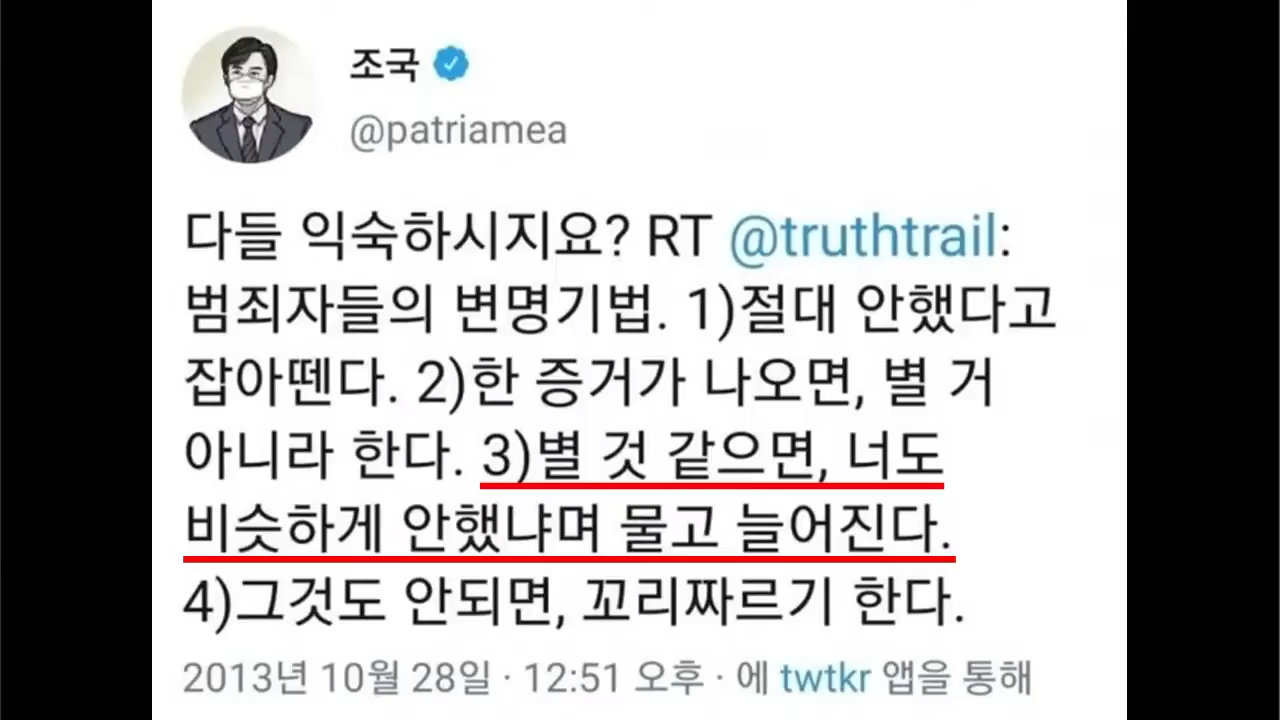 조국
@patriamea
다들 익숙하시지요? RT @truthtrail:
범죄자들의 변명기법. 1)절대 안했다고
잡아뗀다. 2)한 증거가 나오면, 별 거
아니라 한다. 3)별 것 같으면, 너도
비슷하게 안했냐며 물고 늘어진다.
4)그것도 안되면, 꼬리짜르기 한다.
2013년 10월 28일 · 12:51 오후 · 에 twtkr 앱을 통해